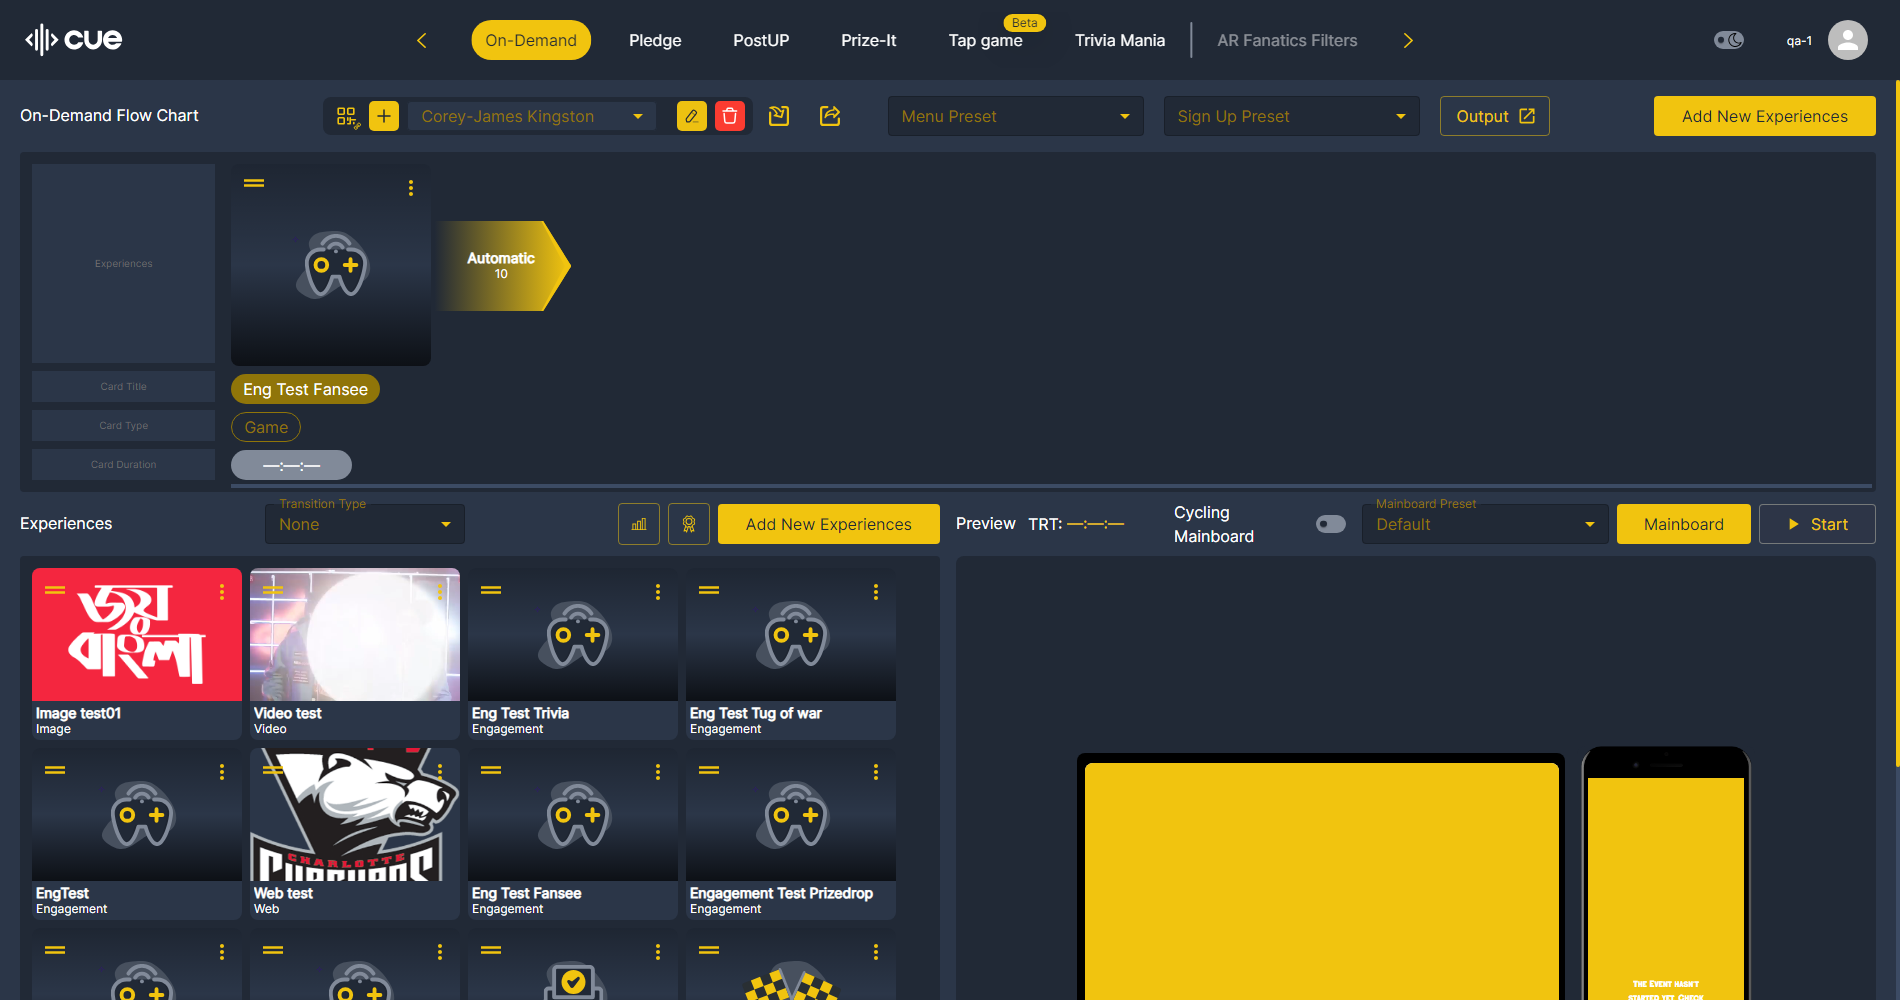 cue
On-Demand
Pledge
PostUP
Prize-It
Beta
Tap game
Trivia Mania
AR Fanatics Filters
qa-1
On-Demand Flow Chart
Corey-James Kingston
Menu Preset
Sign Up Preset
Output
Add New Experiences
Experiences
Automatic
10
Card Title
Eng Test Fansee
Card Type
Game
Card Duration
—:—:—
Experiences
Transition Type
None
Add New Experiences
Preview
TRT: —:—:—
Cycling
Mainboard
Mainboard Preset
Default
Mainboard
Start
জয়
বাংলা
Image test01
Image
Video test
Video
Eng Test Trivia
Engagement
Eng Test Tug of war
Engagement
EngTest
Engagement
CHARLOTTE
Web test
Web
Eng Test Fansee
Engagement
Engagement Test Prizedrop
Engagement
The Event hasn't
started yet. Check